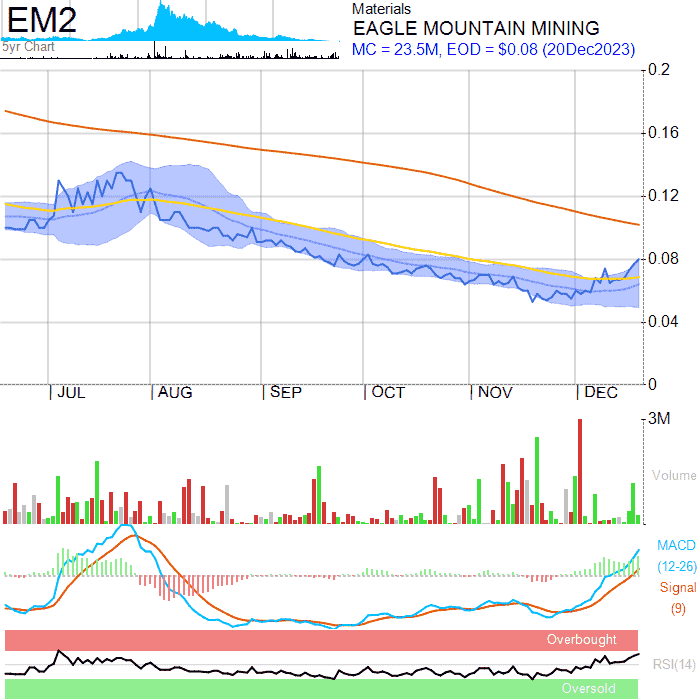 EM2
5yr Chart
Materials
EAGLE MOUNTAIN MINING
MC = 23.5M, EOD = $0.08 (20Dec2023)
0.2
0.16
0.12
0.08
0.04
0
JUL AUG SEP OCT NOV DEC
3M
Volume
MACD
(12-26)
Signal
(9)
Overbought
RSI(14)
Oversold